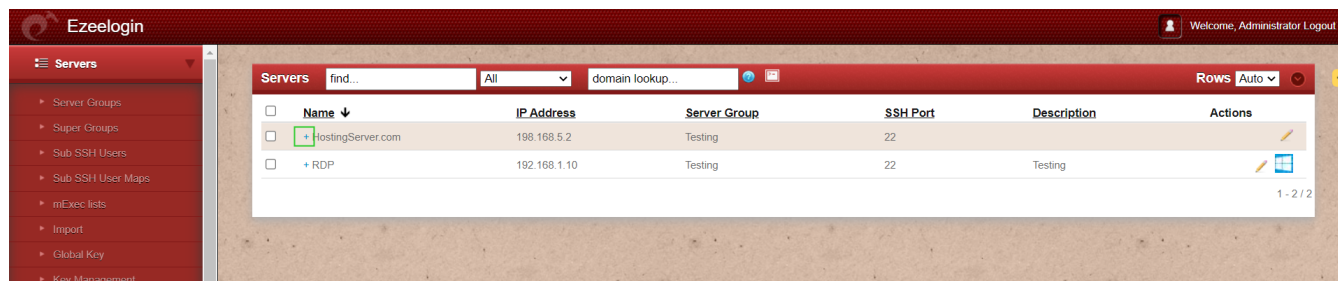 Ezeelogin
Welcome, Administrator Logout
Servers
Server Groups
Super Groups
Sub SSH Users
Sub SSH User Maps
mExec lists
Import
Global Key
Key Management
Servers find... All domain lookup... Rows Auto
Name IP Address Server Group SSH Port Description Actions
+ HostingServer.com 198.168.5.2 Testing 22
+ RDP 192.168.1.10 Testing 22 Testing
1 - 2 / 2